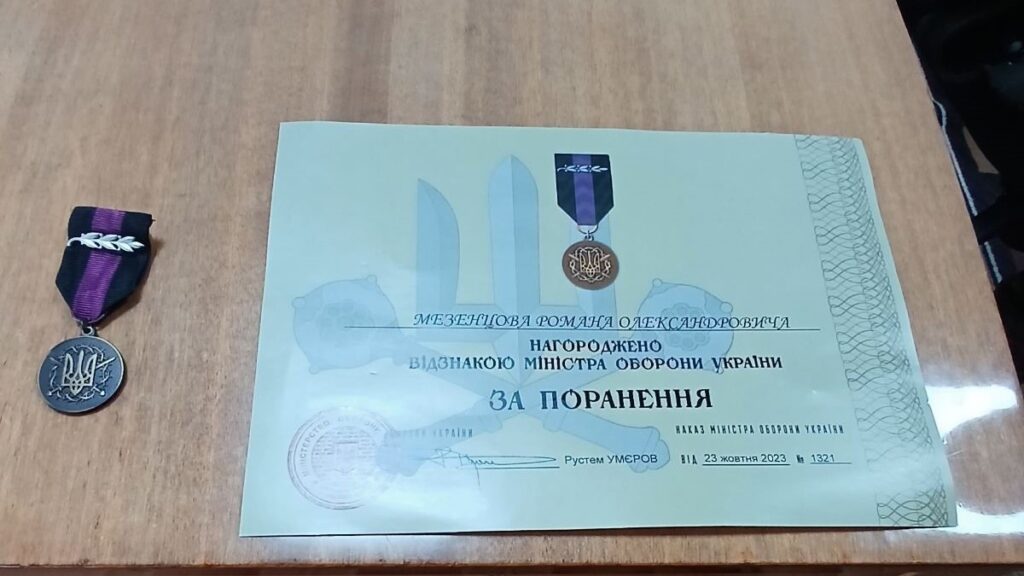 МЕЗЕНЦОВА РОМАНА ОЛЕКСАНДРОВИЧА
НАГОРОДЖЕНО
ВІДЗНАКОЮ МІНІСТРА ОБОРОНИ УКРАЇНИ
ЗА ПОРАНЕННЯ
УКРАЇНИ
НАКАЗ МІНІСТРА ОБОРОНИ УКРАЇНИ
Рустем УМЄРОВ
ВІД 23 жовтня 2023 № 1321